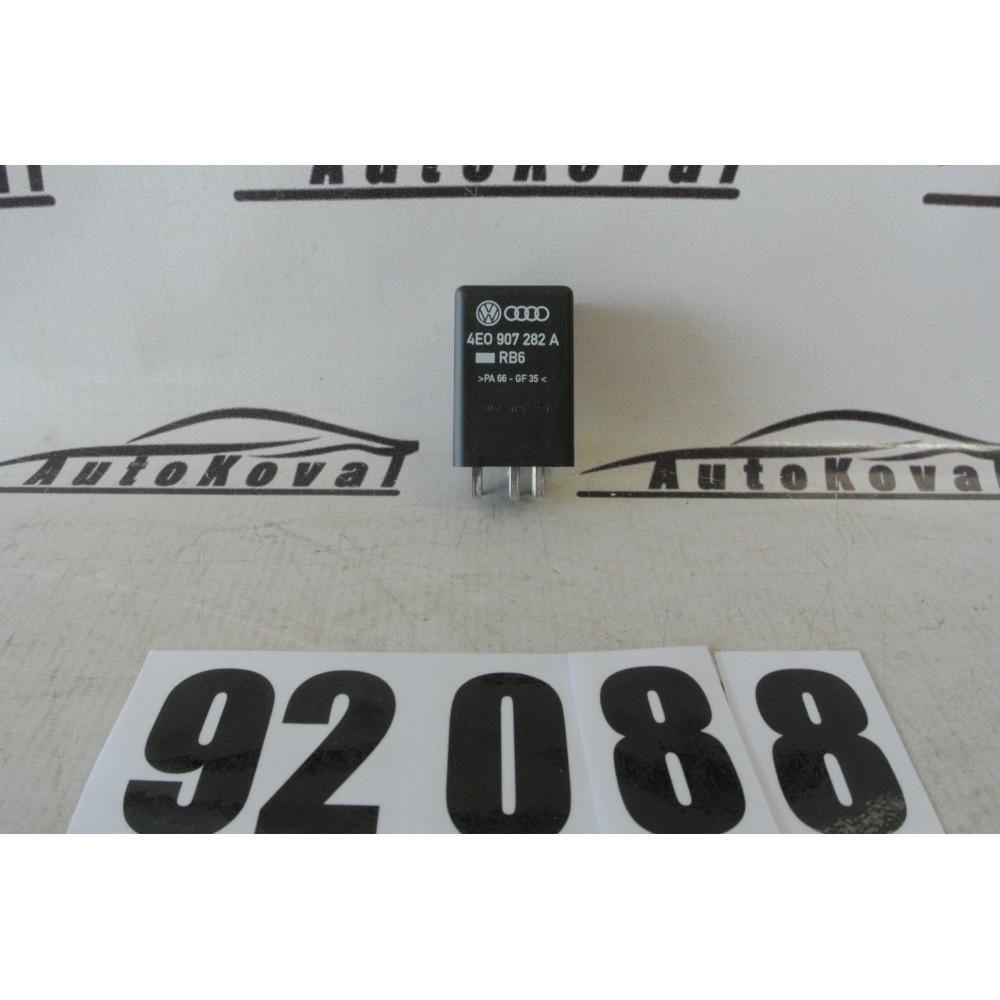 AutoKoval
4E0 907 282 A
RB6
>PA 66 - GF 35<
AutoKoval
AutoKoval
92 088